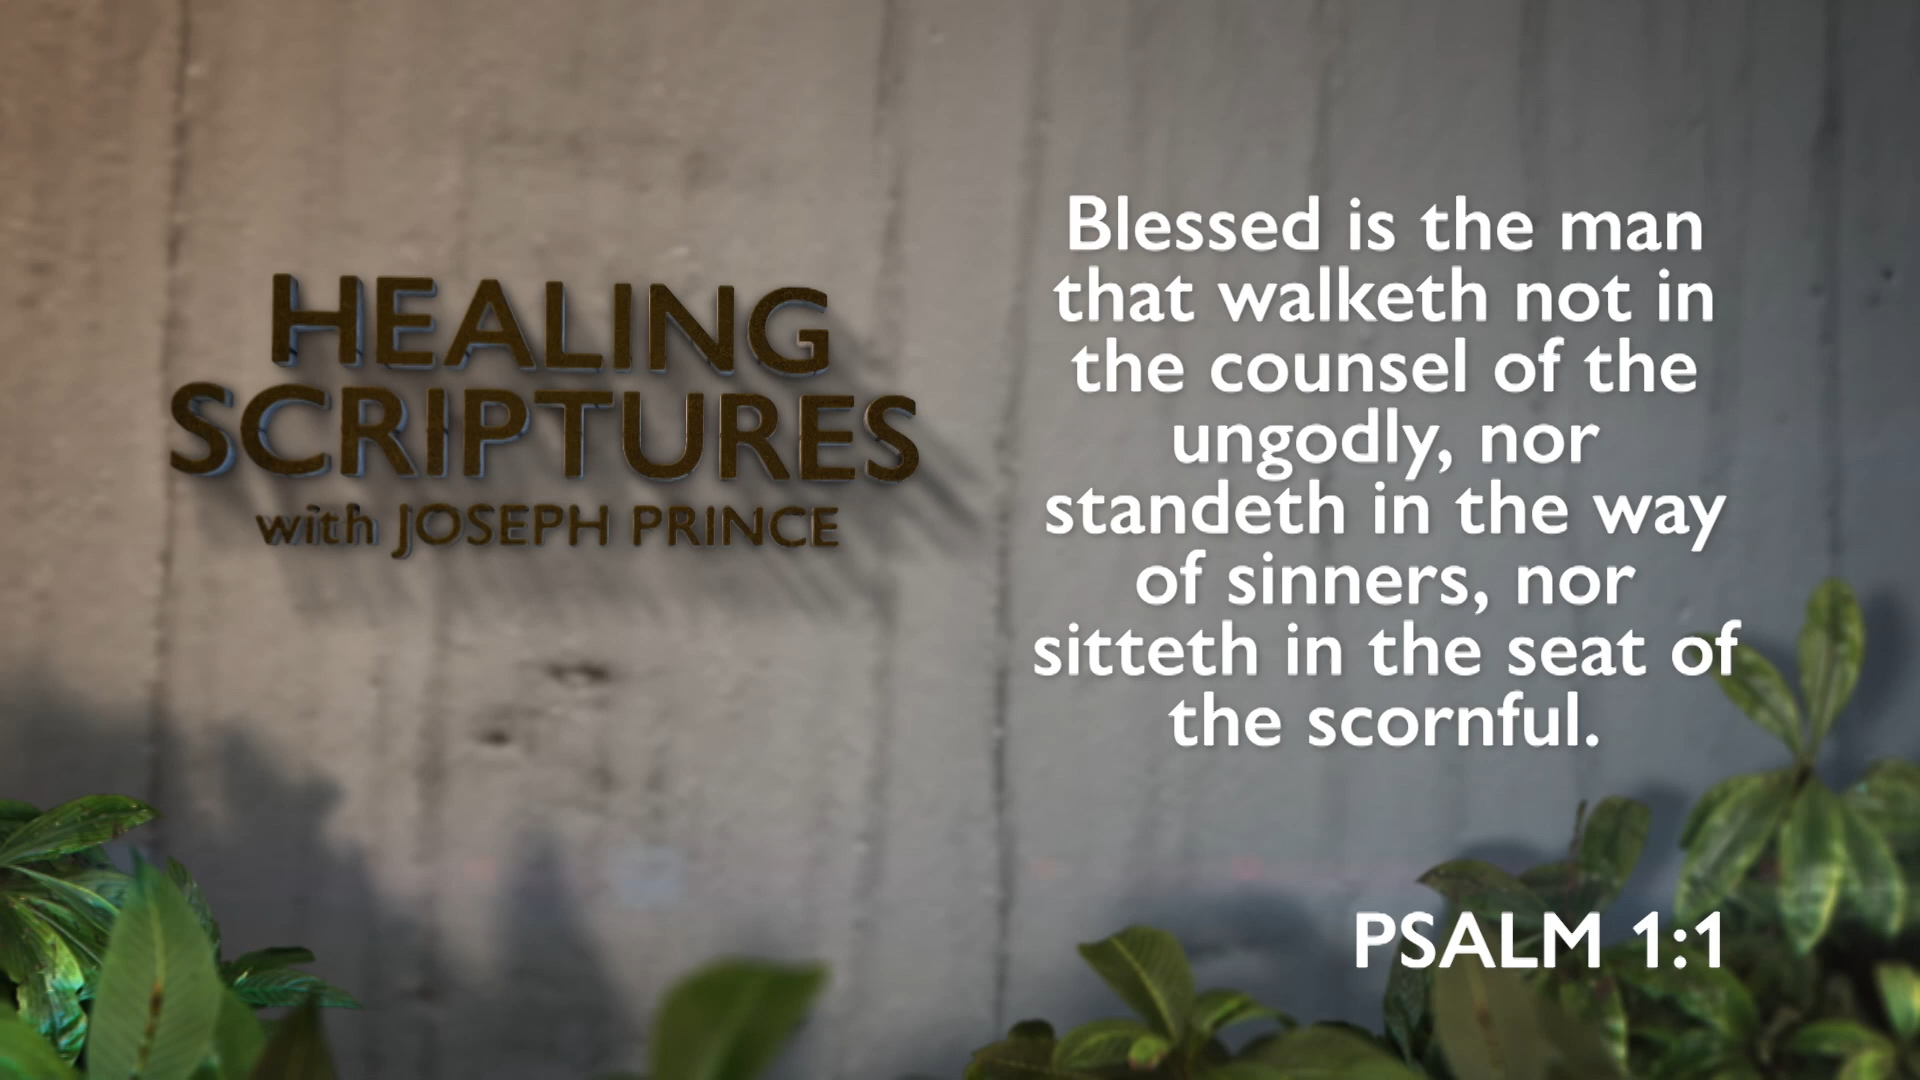 HEALING
SCRIPTURES
with JOSEPH PRINCE
Blessed is the man
that walketh not in
the counsel of the
ungodly, nor
standeth in the way
of sinners, nor
sitteth in the seat of
the scornful.
PSALM 1:1